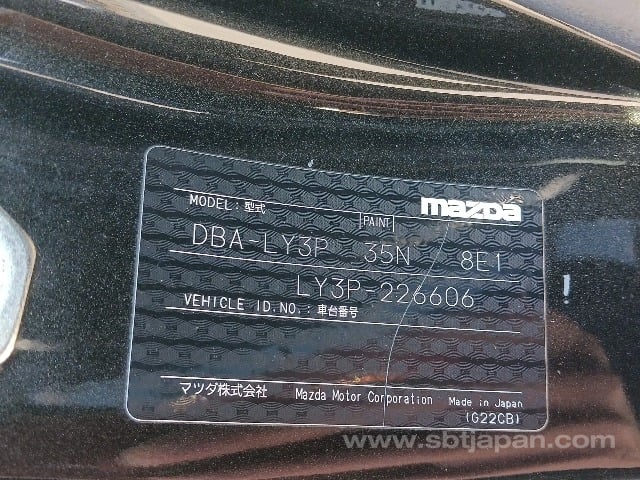 MODEL: 型式 PAINT mazda
DBA-LY3P 35N 8E1
LY3P-226606
VEHICLE ID.NO.: 車台番号
マツダ株式会社 Mazda Motor Corporation Made in Japan
(G22CB)
www.sbtjapan.com